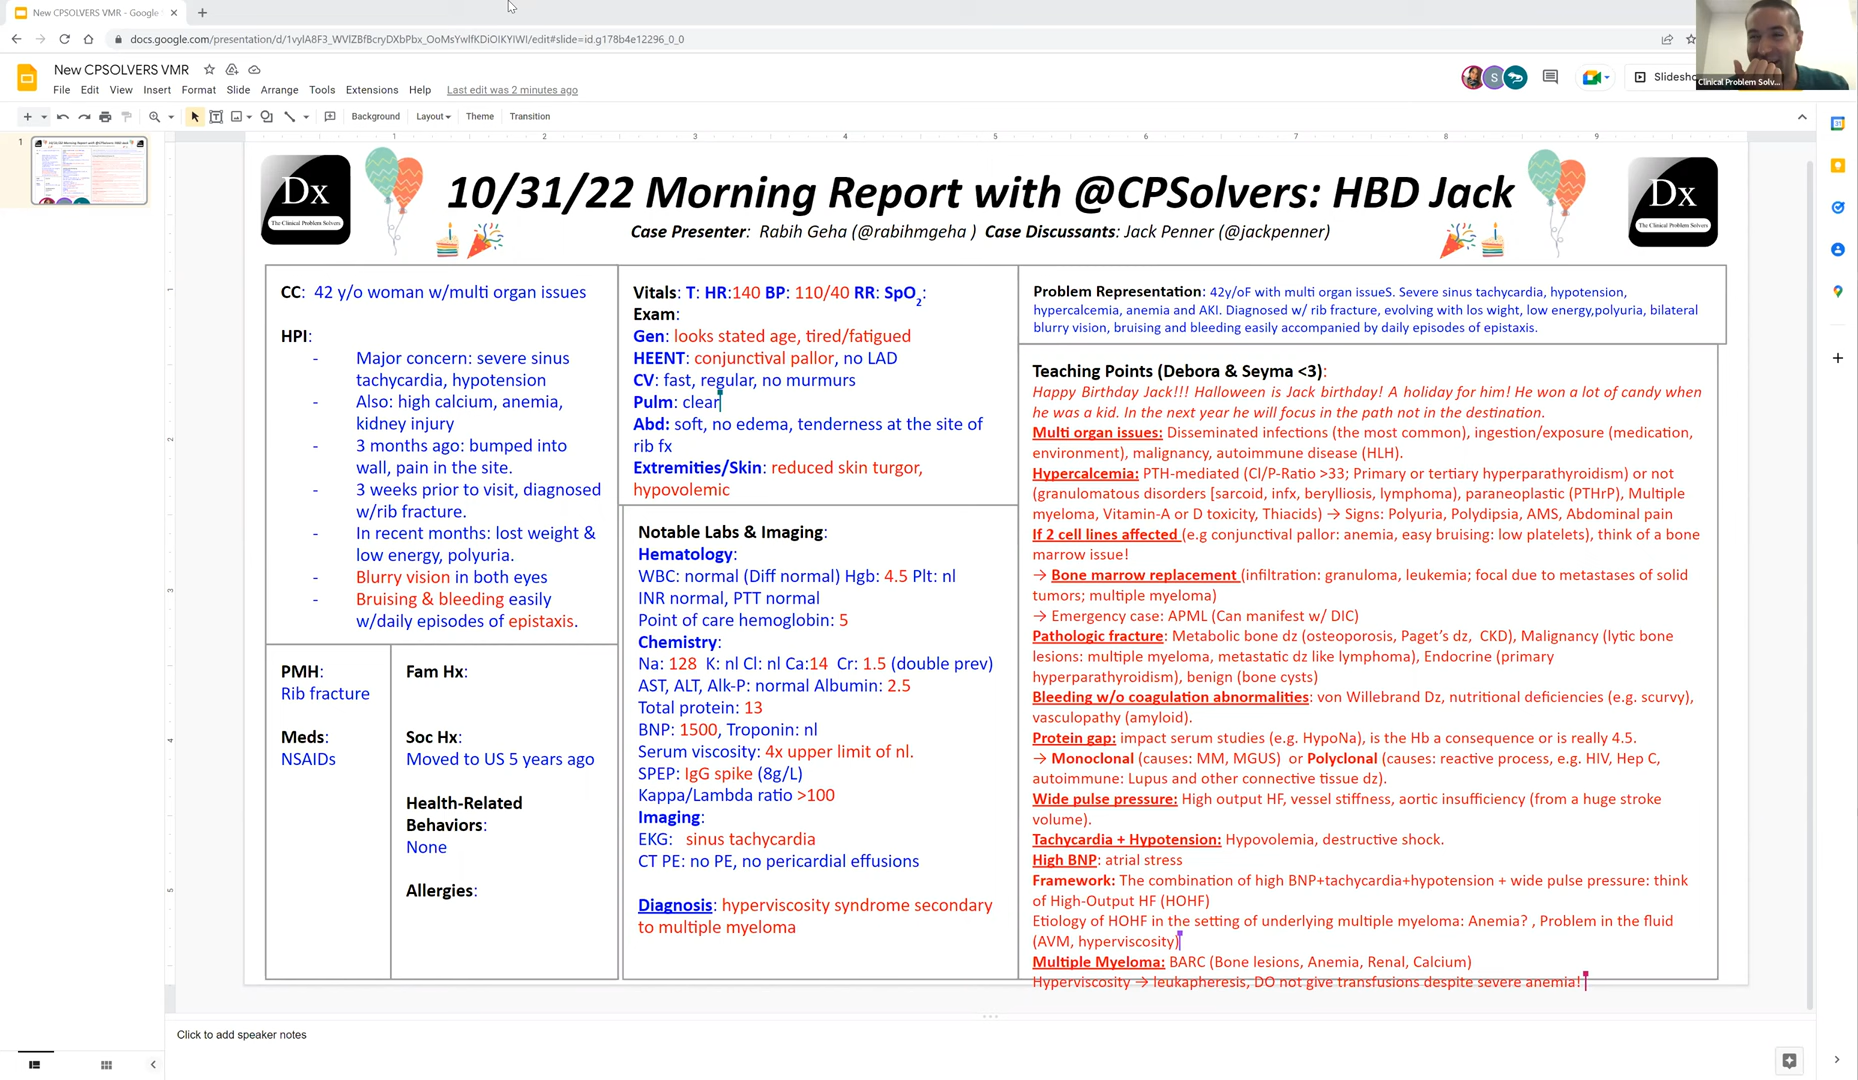 New CPSOLVERS VMR - Google
docs.google.com/presentation/d/1vylA8F3_WVlZBfBcryDXbPbx_OoMsYwlfKDiOIKYIWI/edit#slide=id.g178b4e12296_0_0
New CPSOLVERS VMR
File Edit View Insert Format Slide Arrange Tools Extensions Help Last edit was 2 minutes ago
S
Slidesho
Clinical Problem Solv...
Background Layout Theme Transition
1 2 3 4 5 6 7 8 9
1
Dx
The Clinical Problem Solvers
10/31/22 Morning Report with @CPSolvers: HBD Jack
Case Presenter: Rabih Geha (@rabihmgeha ) Case Discussants: Jack Penner (@jackpenner)
Dx
The Clinical Problem Solvers
CC: 42 y/o woman w/multi organ issues
HPI:
- Major concern: severe sinus
tachycardia, hypotension
- Also: high calcium, anemia,
kidney injury
- 3 months ago: bumped into
wall, pain in the site.
- 3 weeks prior to visit, diagnosed
w/rib fracture.
- In recent months: lost weight &
low energy, polyuria.
- Blurry vision in both eyes
- Bruising & bleeding easily
w/daily episodes of epistaxis.
PMH:
Rib fracture
Meds:
NSAIDs
Fam Hx:
Soc Hx:
Moved to US 5 years ago
Health-Related
Behaviors:
None
Allergies:
Vitals: T: HR:140 BP: 110/40 RR: SpO2:
Exam:
Gen: looks stated age, tired/fatigued
HEENT: conjunctival pallor, no LAD
CV: fast, regular, no murmurs
Pulm: clear
Abd: soft, no edema, tenderness at the site of
rib fx
Extremities/Skin: reduced skin turgor,
hypovolemic
Notable Labs & Imaging:
Hematology:
WBC: normal (Diff normal) Hgb: 4.5 Plt: nl
INR normal, PTT normal
Point of care hemoglobin: 5
Chemistry:
Na: 128 K: nl Cl: nl Ca:14 Cr: 1.5 (double prev)
AST, ALT, Alk-P: normal Albumin: 2.5
Total protein: 13
BNP: 1500, Troponin: nl
Serum viscosity: 4x upper limit of nl.
SPEP: IgG spike (8g/L)
Kappa/Lambda ratio >100
Imaging:
EKG: sinus tachycardia
CT PE: no PE, no pericardial effusions
Diagnosis: hyperviscosity syndrome secondary
to multiple myeloma
Problem Representation: 42y/oF with multi organ issueS. Severe sinus tachycardia, hypotension,
hypercalcemia, anemia and AKI. Diagnosed w/ rib fracture, evolving with los wight, low energy,polyuria, bilateral
blurry vision, bruising and bleeding easily accompanied by daily episodes of epistaxis.
Teaching Points (Debora & Seyma <3):
Happy Birthday Jack!!! Halloween is Jack birthday! A holiday for him! He won a lot of candy when
he was a kid. In the next year he will focus in the path not in the destination.
Multi organ issues: Disseminated infections (the most common), ingestion/exposure (medication,
environment), malignancy, autoimmune disease (HLH).
Hypercalcemia: PTH-mediated (Cl/P-Ratio >33; Primary or tertiary hyperparathyroidism) or not
(granulomatous disorders [sarcoid, infx, berylliosis, lymphoma), paraneoplastic (PTHrP), Multiple
myeloma, Vitamin-A or D toxicity, Thiacids) → Signs: Polyuria, Polydipsia, AMS, Abdominal pain
If 2 cell lines affected (e.g conjunctival pallor: anemia, easy bruising: low platelets), think of a bone
marrow issue!
→ Bone marrow replacement (infiltration: granuloma, leukemia; focal due to metastases of solid
tumors; multiple myeloma)
→ Emergency case: APML (Can manifest w/ DIC)
Pathologic fracture: Metabolic bone dz (osteoporosis, Paget's dz, CKD), Malignancy (lytic bone
lesions: multiple myeloma, metastatic dz like lymphoma), Endocrine (primary
hyperparathyroidism), benign (bone cysts)
Bleeding w/o coagulation abnormalities: von Willebrand Dz, nutritional deficiencies (e.g. scurvy),
vasculopathy (amyloid).
Protein gap: impact serum studies (e.g. HypoNa), is the Hb a consequence or is really 4.5.
→ Monoclonal (causes: MM, MGUS) or Polyclonal (causes: reactive process, e.g. HIV, Hep C,
autoimmune: Lupus and other connective tissue dz).
Wide pulse pressure: High output HF, vessel stiffness, aortic insufficiency (from a huge stroke
volume).
Tachycardia + Hypotension: Hypovolemia, destructive shock.
High BNP: atrial stress
Framework: The combination of high BNP+tachycardia+hypotension + wide pulse pressure: think
of High-Output HF (HOHF)
Etiology of HOHF in the setting of underlying multiple myeloma: Anemia? , Problem in the fluid
(AVM, hyperviscosity)
Multiple Myeloma: BARC (Bone lesions, Anemia, Renal, Calcium)
Hyperviscosity → leukapheresis, DO not give transfusions despite severe anemia!
Click to add speaker notes